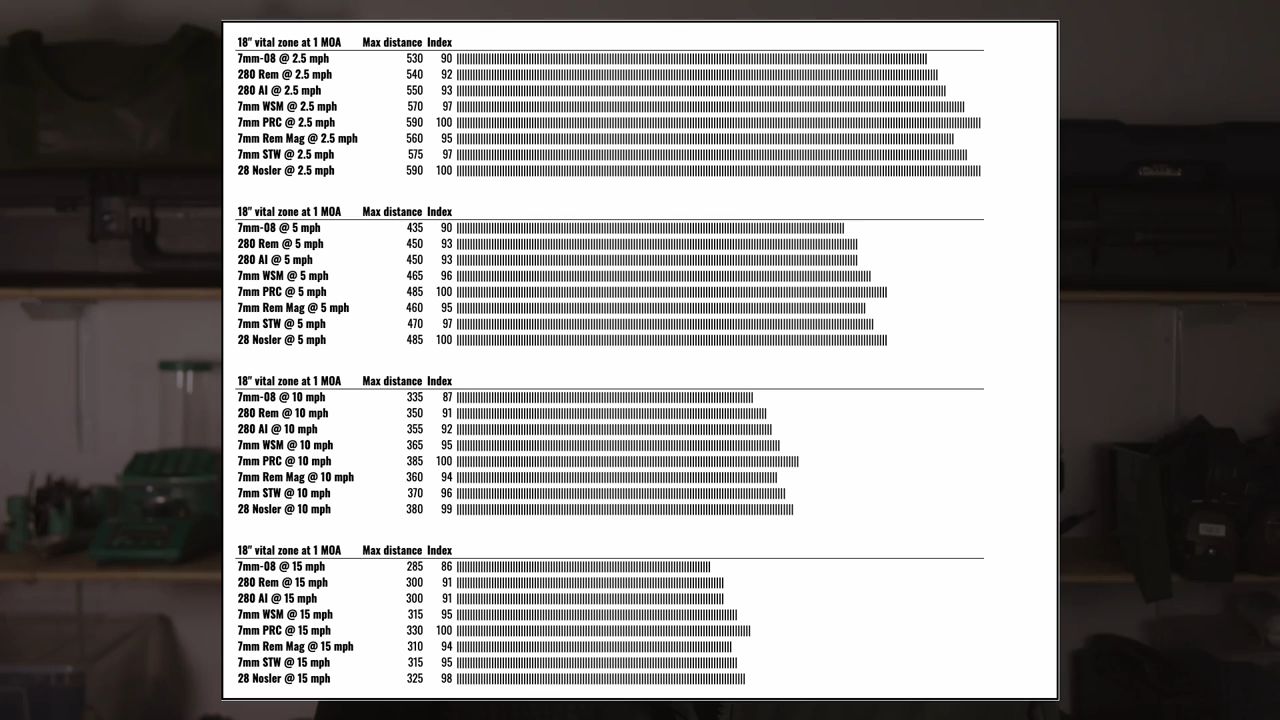 18" vital zone at 1 MOA Max distance Index
7mm-08 @ 2.5 mph 530 90
280 Rem @ 2.5 mph 540 92
280 AI @ 2.5 mph 550 93
7mm WSM @ 2.5 mph 570 97
7mm PRC @ 2.5 mph 590 100
7mm Rem Mag @ 2.5 mph 560 95
7mm STW @ 2.5 mph 575 97
28 Nosler @ 2.5 mph 590 100
18" vital zone at 1 MOA Max distance Index
7mm-08 @ 5 mph 435 90
280 Rem @ 5 mph 450 93
280 AI @ 5 mph 450 93
7mm WSM @ 5 mph 465 96
7mm PRC @ 5 mph 485 100
7mm Rem Mag @ 5 mph 460 95
7mm STW @ 5 mph 470 97
28 Nosler @ 5 mph 485 100
18" vital zone at 1 MOA Max distance Index
7mm-08 @ 10 mph 335 87
280 Rem @ 10 mph 350 91
280 AI @ 10 mph 355 92
7mm WSM @ 10 mph 365 95
7mm PRC @ 10 mph 385 100
7mm Rem Mag @ 10 mph 360 94
7mm STW @ 10 mph 370 96
28 Nosler @ 10 mph 380 99
18" vital zone at 1 MOA Max distance Index
7mm-08 @ 15 mph 285 86
280 Rem @ 15 mph 300 91
280 AI @ 15 mph 300 91
7mm WSM @ 15 mph 315 95
7mm PRC @ 15 mph 330 100
7mm Rem Mag @ 15 mph 310 94
7mm STW @ 15 mph 315 95
28 Nosler @ 15 mph 325 98